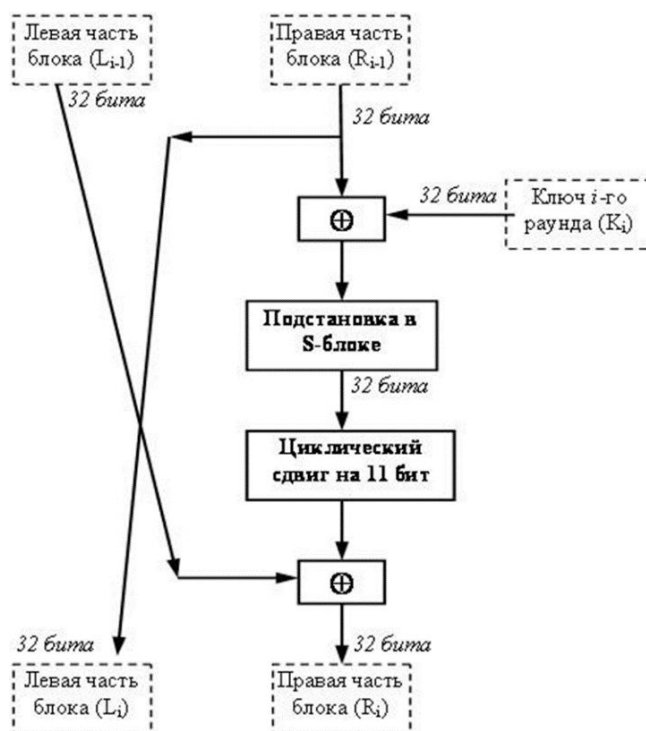 Левая часть
блока (Li-1)
Правая часть
блока (Ri-1)
32 бита
32 бита
32 бита
Ключ i-го
раунда (Ki)
⊕
Подстановка в
S-блоке
32 бита
Циклический
сдвиг на 11 бит
⊕
32 бита
32 бита
Левая часть
блока (Li)
Правая часть
блока (Ri)